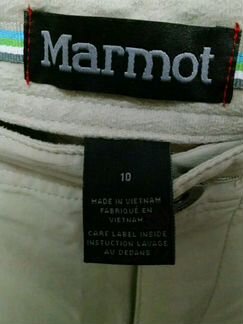 Marmot
10
MADE IN VIETNAM
FABRIQUÉ EN
VIETNAM
CARE LABEL INSIDE
INSTUCTION LAVAGE
AU DEDANS